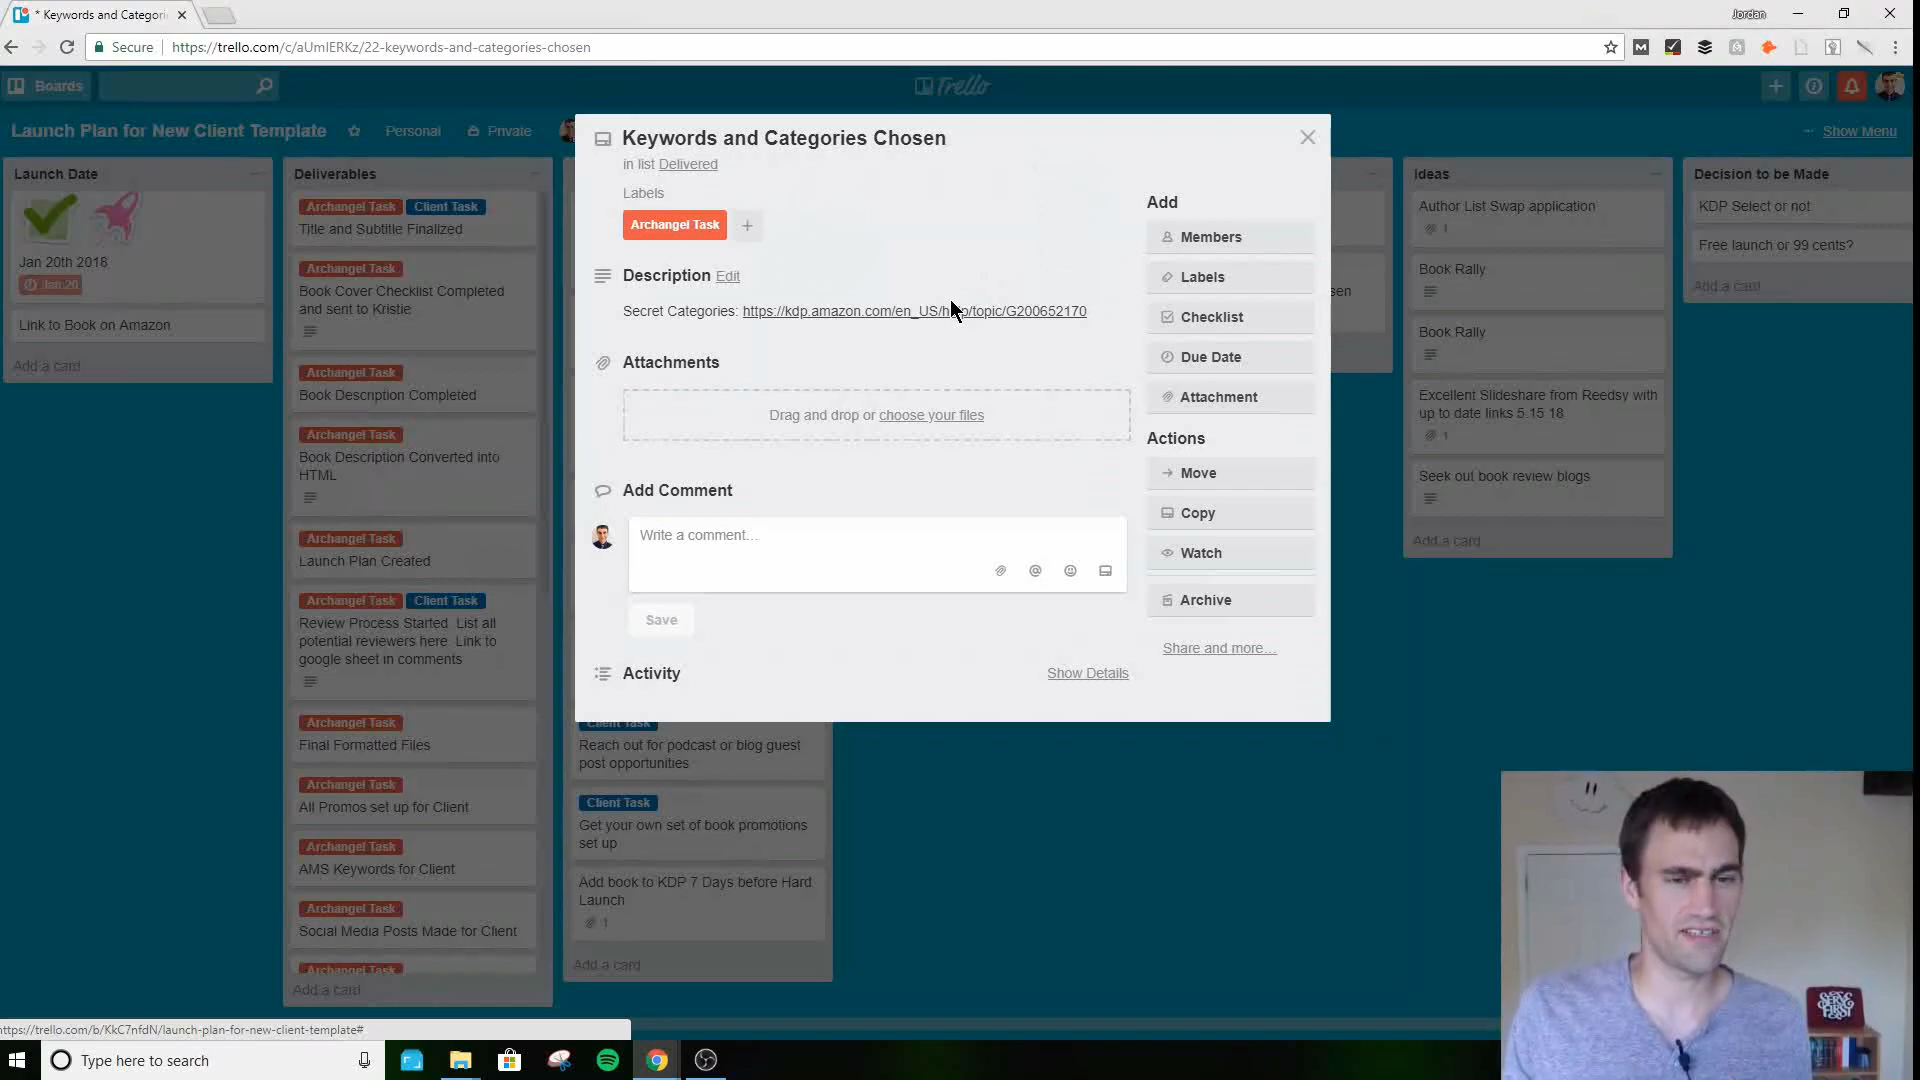 * Keywords and Categori
Jordan
Secure
https://trello.com/c/aUmIERKz/22-keywords-and-categories-chosen
Boards
Trello
Launch Plan for New Client Template
Personal
Private
Show Menu
Launch Date
Jan 20th 2018
Jan 20
Link to Book on Amazon
Add a card
Deliverables
Archangel Task
Client Task
Title and Subtitle Finalized
Archangel Task
Book Cover Checklist Completed
and sent to Kristie
Archangel Task
Book Description Completed
Archangel Task
Book Description Converted into
HTML
Archangel Task
Launch Plan Created
Archangel Task
Client Task
Review Process Started List all
potential reviewers here Link to
google sheet in comments
Archangel Task
Final Formatted Files
Archangel Task
All Promos set up for Client
Archangel Task
AMS Keywords for Client
Archangel Task
Social Media Posts Made for Client
Archangel Task
Add a card
Keywords and Categories Chosen
in list Delivered
Labels
Archangel Task
Description Edit
Secret Categories: https://kdp.amazon.com/en_US/h p/topic/G200652170
Attachments
Drag and drop or choose your files
Add Comment
Write a comment…
Save
Activity
Show Details
Add
Members
Labels
Checklist
Due Date
Attachment
Actions
Move
Copy
Watch
Archive
Share and more…
Client Task
Reach out for podcast or blog guest
post opportunities
Client Task
Get your own set of book promotions
set up
Add book to KDP 7 Days before Hard
Launch
1
Add a card
Ideas
Author List Swap application
1
Book Rally
Book Rally
Excellent Slideshare from Reedsy with
up to date links 5 15 18
1
Seek out book review blogs
Add a card
Decision to be Made
KDP Select or not
Free launch or 99 cents?
Add a card
SERVE
FIRST
https://trello.com/b/KkC7nfdN/launch-plan-for-new-client-template#
Type here to search